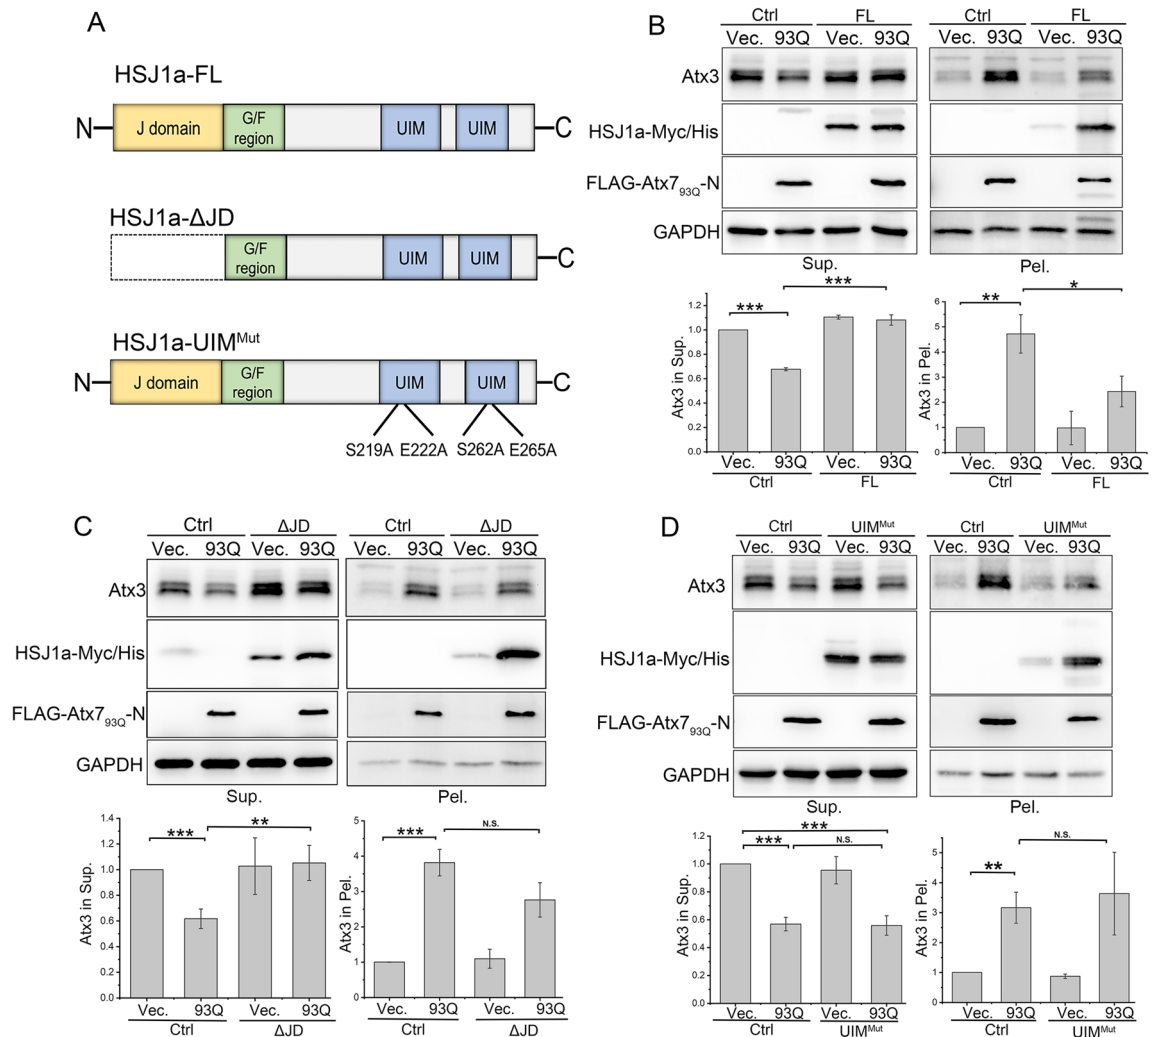 A
HSJ1a-FL
N J domain G/F region UIM UIM C
HSJ1a-ΔJD
G/F region UIM UIM C
HSJ1a-UIM^Mut
N J domain G/F region UIM UIM C
S219A E222A S262A E265A
B
Ctrl FL Ctrl FL
Vec. 93Q Vec. 93Q Vec. 93Q Vec. 93Q
Atx3
HSJ1a-Myc/His
FLAG-Atx7₉₃Q-N
GAPDH
Sup. Pel.
Atx3 in Sup.
1.2
1.0
0.8
0.6
0.4
0.2
0.0
*** ***
Vec. 93Q Vec. 93Q
Ctrl FL
Atx3 in Pel.
6
5
4
3
2
1
0
** *
Vec. 93Q Vec. 93Q
Ctrl FL
C
Ctrl ΔJD Ctrl ΔJD
Vec. 93Q Vec. 93Q Vec. 93Q Vec. 93Q
Atx3
HSJ1a-Myc/His
FLAG-Atx7₉₃Q-N
GAPDH
Sup. Pel.
Atx3 in Sup.
1.4
1.2
1.0
0.8
0.6
0.4
0.2
0.0
*** **
Vec. 93Q Vec. 93Q
Ctrl ΔJD
Atx3 in Pel.
5
4
3
2
1
0
*** N.S.
Vec. 93Q Vec. 93Q
Ctrl ΔJD
D
Ctrl UIM^Mut Ctrl UIM^Mut
Vec. 93Q Vec. 93Q Vec. 93Q Vec. 93Q
Atx3
HSJ1a-Myc/His
FLAG-Atx7₉₃Q-N
GAPDH
Sup. Pel.
Atx3 in Sup.
1.2
1.0
0.8
0.6
0.4
0.2
0.0
***
*** N.S.
Vec. 93Q Vec. 93Q
Ctrl UIM^Mut
Atx3 in Pel.
5
4
3
2
1
0
** N.S.
Vec. 93Q Vec. 93Q
Ctrl UIM^Mut